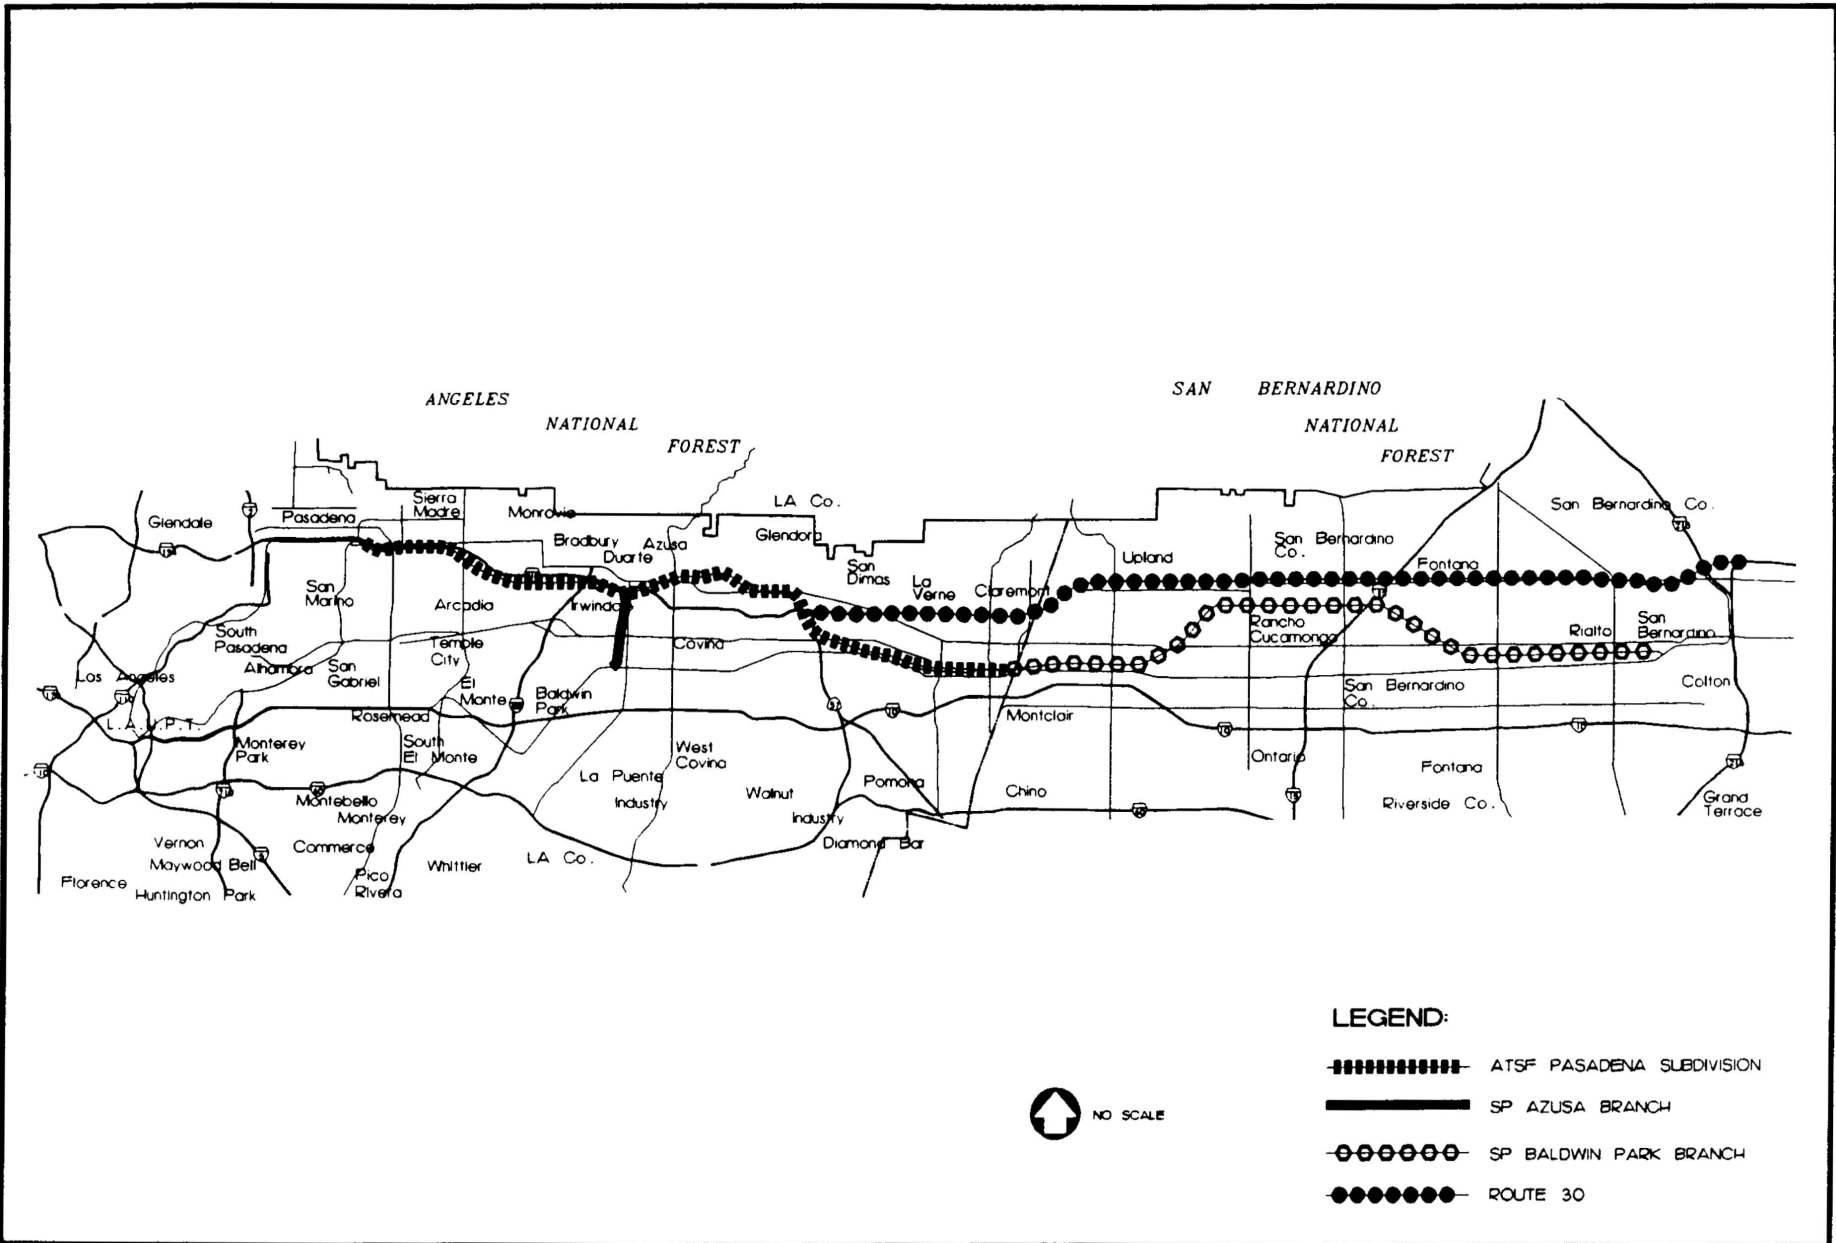 ANGELES
NATIONAL
FOREST
SAN BERNARDINO
NATIONAL
FOREST
Glendale
Pasadena
Sierra
Madre
Monrovia
LA Co.
Bradbury
Duarte
Azusa
Glendora
San
Dimas
La
Verne
Claremont
Upland
San Bernardino
Co.
Fontana
San Bernardino Co.
San
Marino
Arcadia
Irwindale
South
Pasadena
Alhambra
San
Gabriel
Temple
City
El
Monte
Baldwin
Park
Covina
Rancho
Cucamonga
Rialto
San
Bernardino
Los Angeles
L.A.U.P.T.
Rosemead
Montclair
San Bernardino
Co.
Colton
Monterey
Park
South
El Monte
West
Covina
La Puente
Industry
Walnut
Industry
Pomona
Chino
Ontario
Fontana
Riverside Co.
Grand
Terrace
Montebello
Monterey
Vernon
Maywood Bell
Commerce
Pico
Rivera
Whittier
LA Co.
Diamond Bar
Florence
Huntington Park
LEGEND:
ATSF PASADENA SUBDIVISION
SP AZUSA BRANCH
SP BALDWIN PARK BRANCH
ROUTE 30
NO SCALE